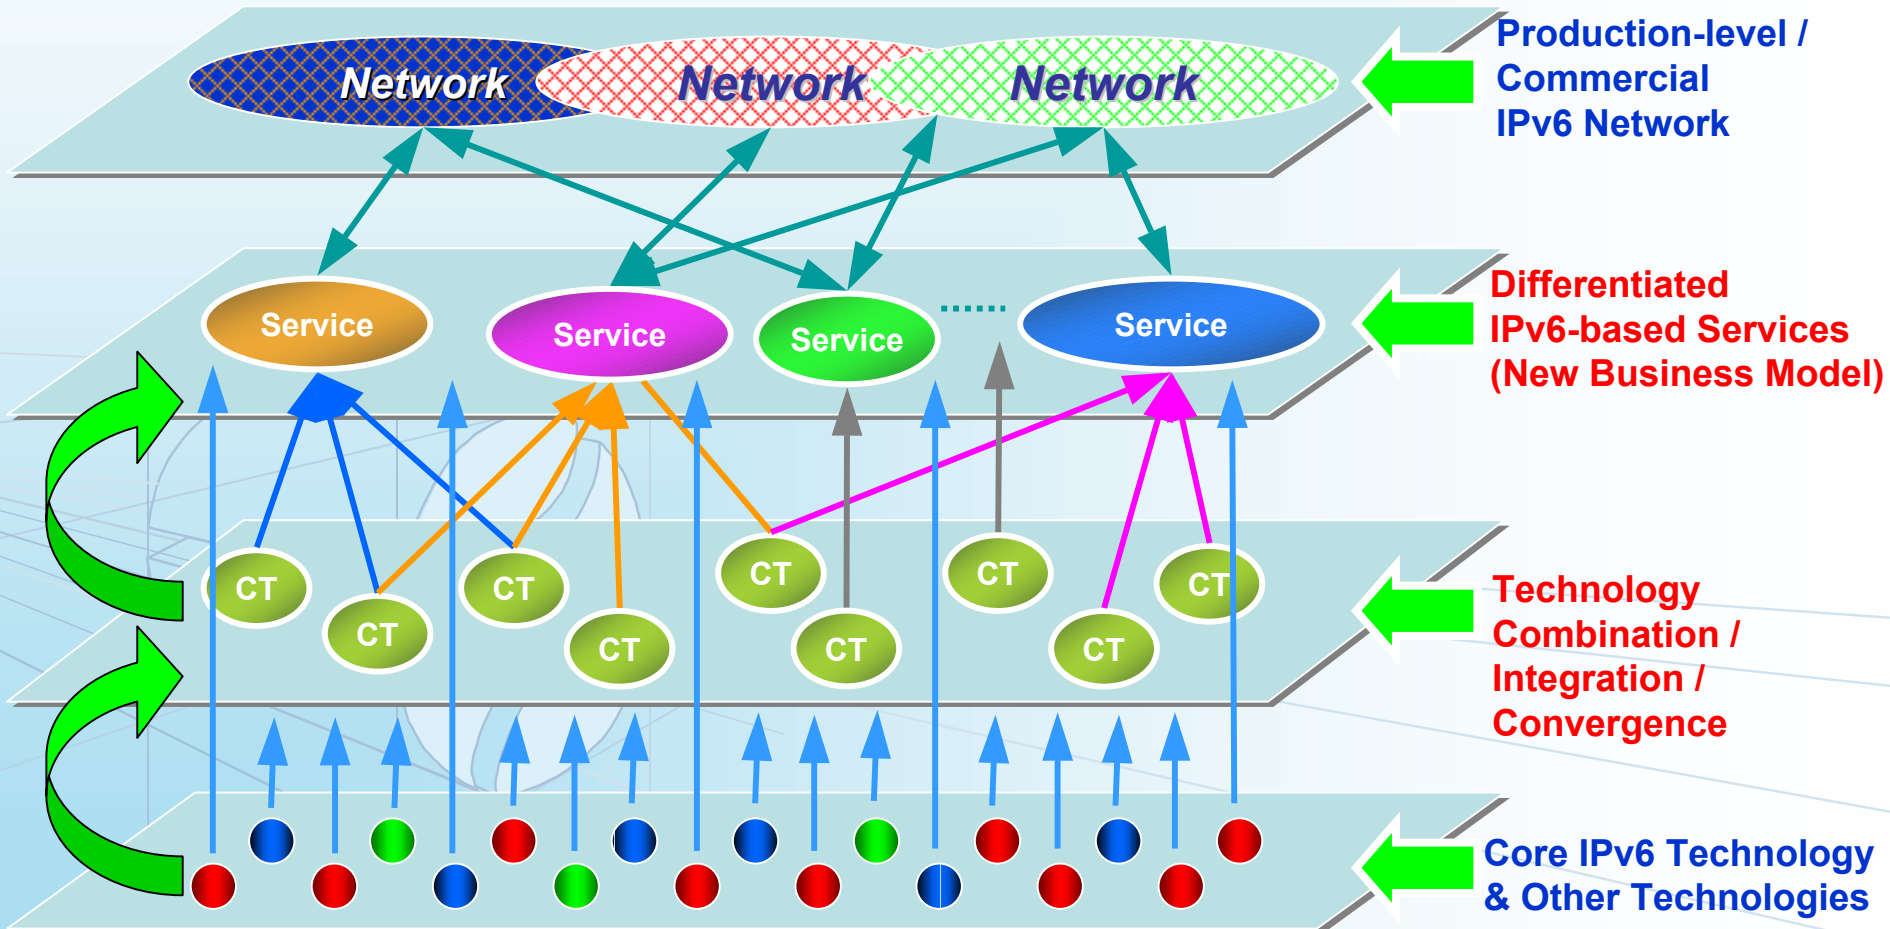 Network
Network
Network
Production-level /
Commercial
IPv6 Network
Service
Service
Service
Service
Differentiated
IPv6-based Services
(New Business Model)
CT
CT
CT
CT
CT
CT
CT
CT
CT
Technology
Combination /
Integration /
Convergence
Core IPv6 Technology
& Other Technologies